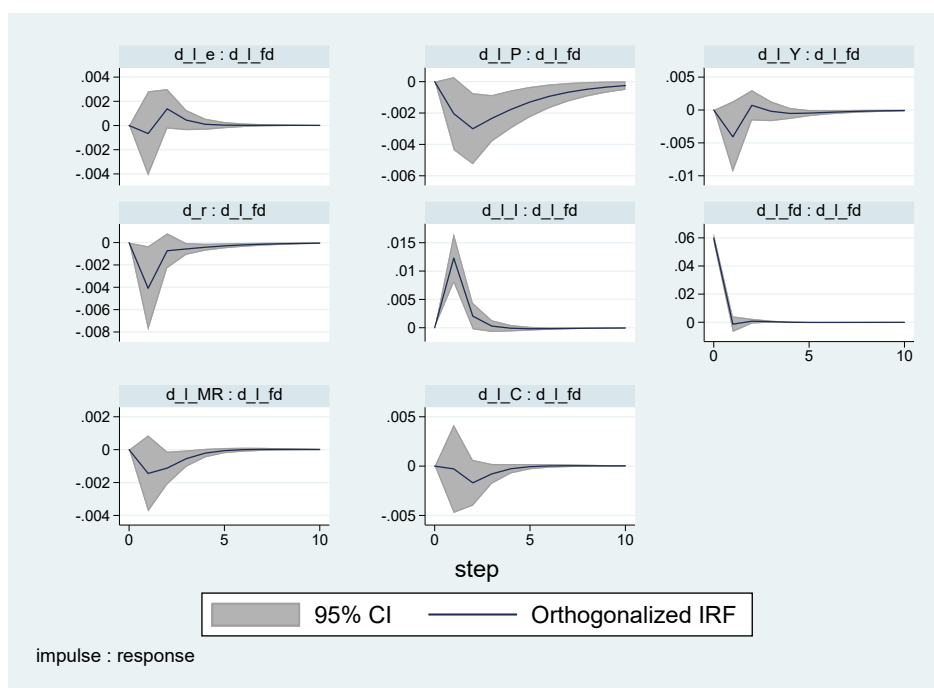 d_l_e : d_l_fd
.004
.002
0
-.002
-.004
d_l_P : d_l_fd
0
-.002
-.004
-.006
d_l_Y : d_l_fd
.005
0
-.005
-.01
d_r : d_l_fd
0
-.002
-.004
-.006
-.008
d_l_I : d_l_fd
.015
.01
.005
0
d_l_fd : d_l_fd
.06
.04
.02
0
0 5 10
d_l_MR : d_l_fd
.002
0
-.002
-.004
0 5 10
d_l_C : d_l_fd
.005
0
-.005
0 5 10
step
95% CI Orthogonalized IRF
impulse : response